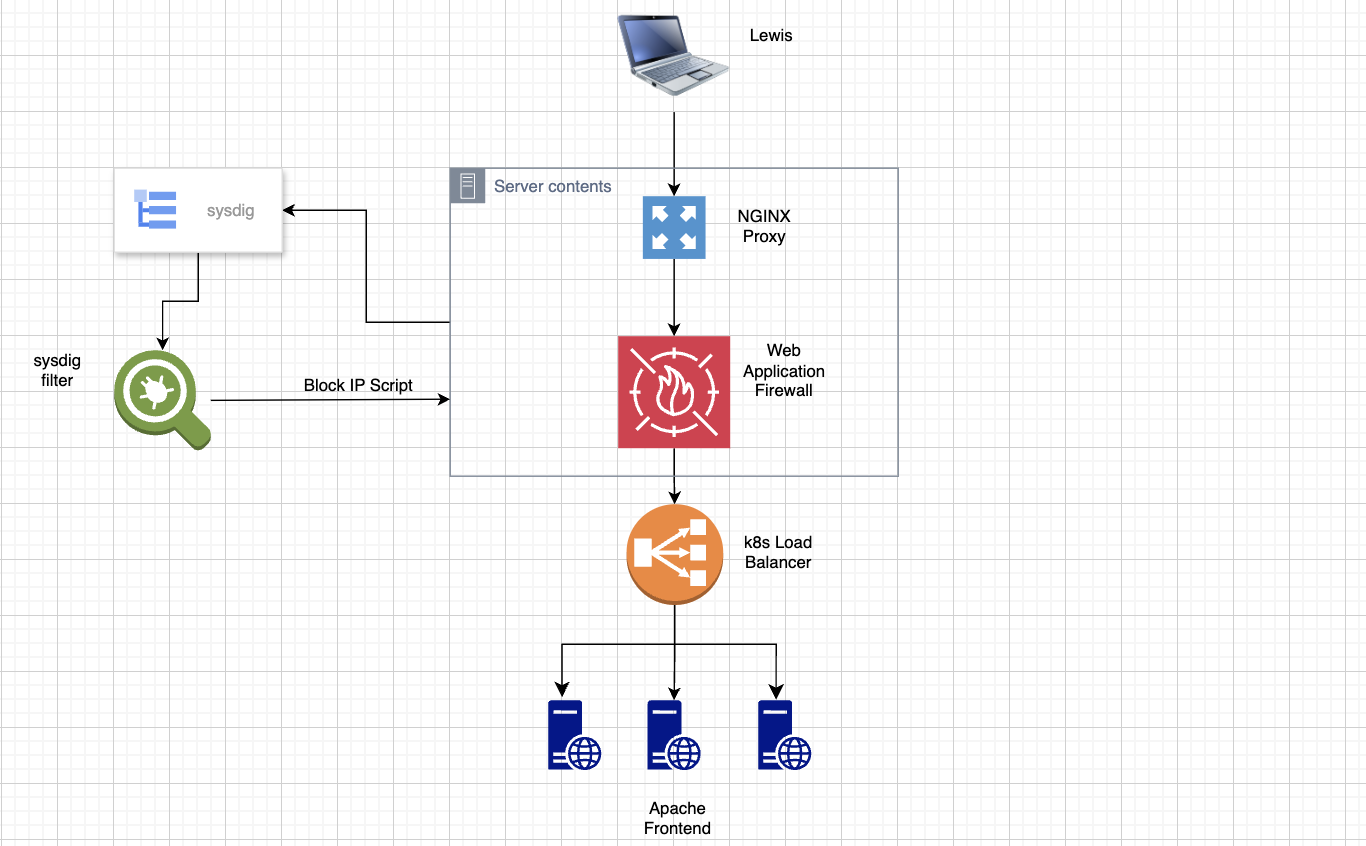 Lewis
Server contents
NGINX
Proxy
sysdig
Web
Application
Firewall
sysdig
filter
Block IP Script
k8s Load
Balancer
Apache
Frontend